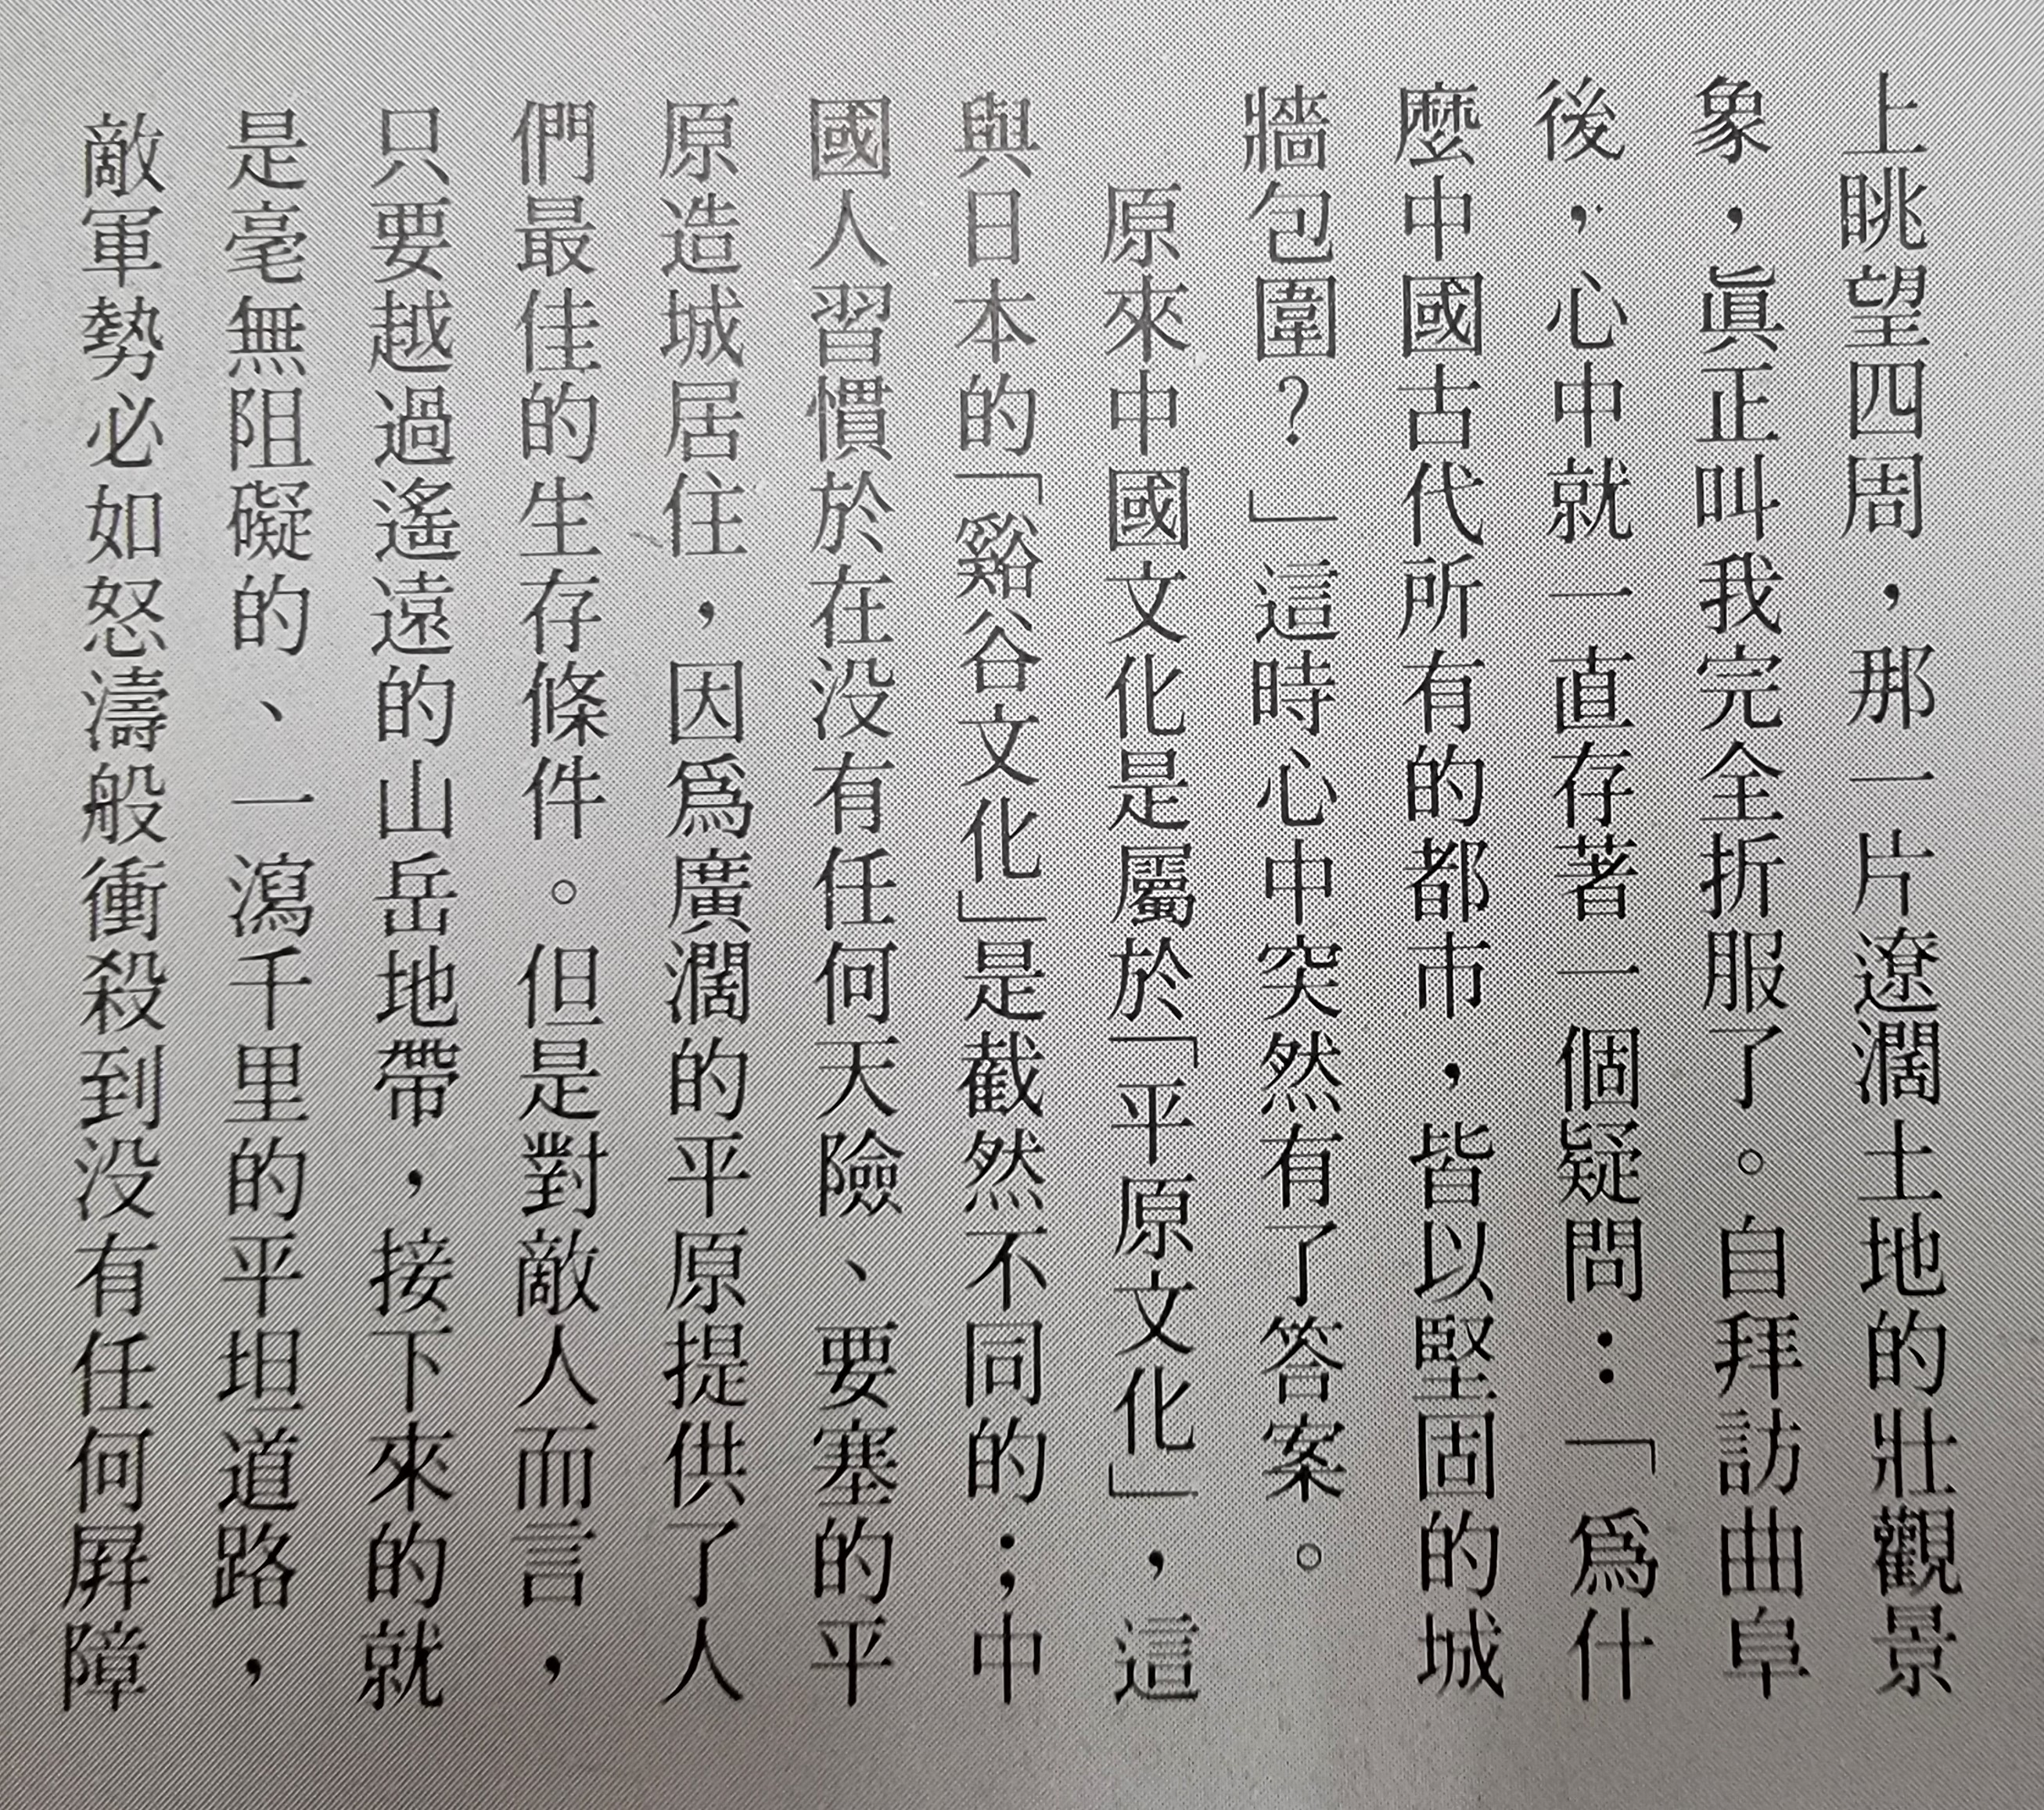 上眺望四周，那一片遼濶土地的壯觀景
象，眞正叫我完全折服了。自拜訪曲阜
後，心中就一直存著一個疑問：「爲什
麼中國古代所有的都市，皆以堅固的城
牆包圍？」這時心中突然有了答案。
原來中國文化是屬於「平原文化」，這
與日本的「谿谷文化」是截然不同的；中
國人習慣於在没有任何天險、要塞的平
原造城居住，因爲廣濶的平原提供了人
們最佳的生存條件。但是對敵人而言，
只要越過遙遠的山岳地帶，接下來的就
是毫無阻礙的、一瀉千里的平坦道路，
敵軍勢必如怒濤般衝殺到没有任何屛障